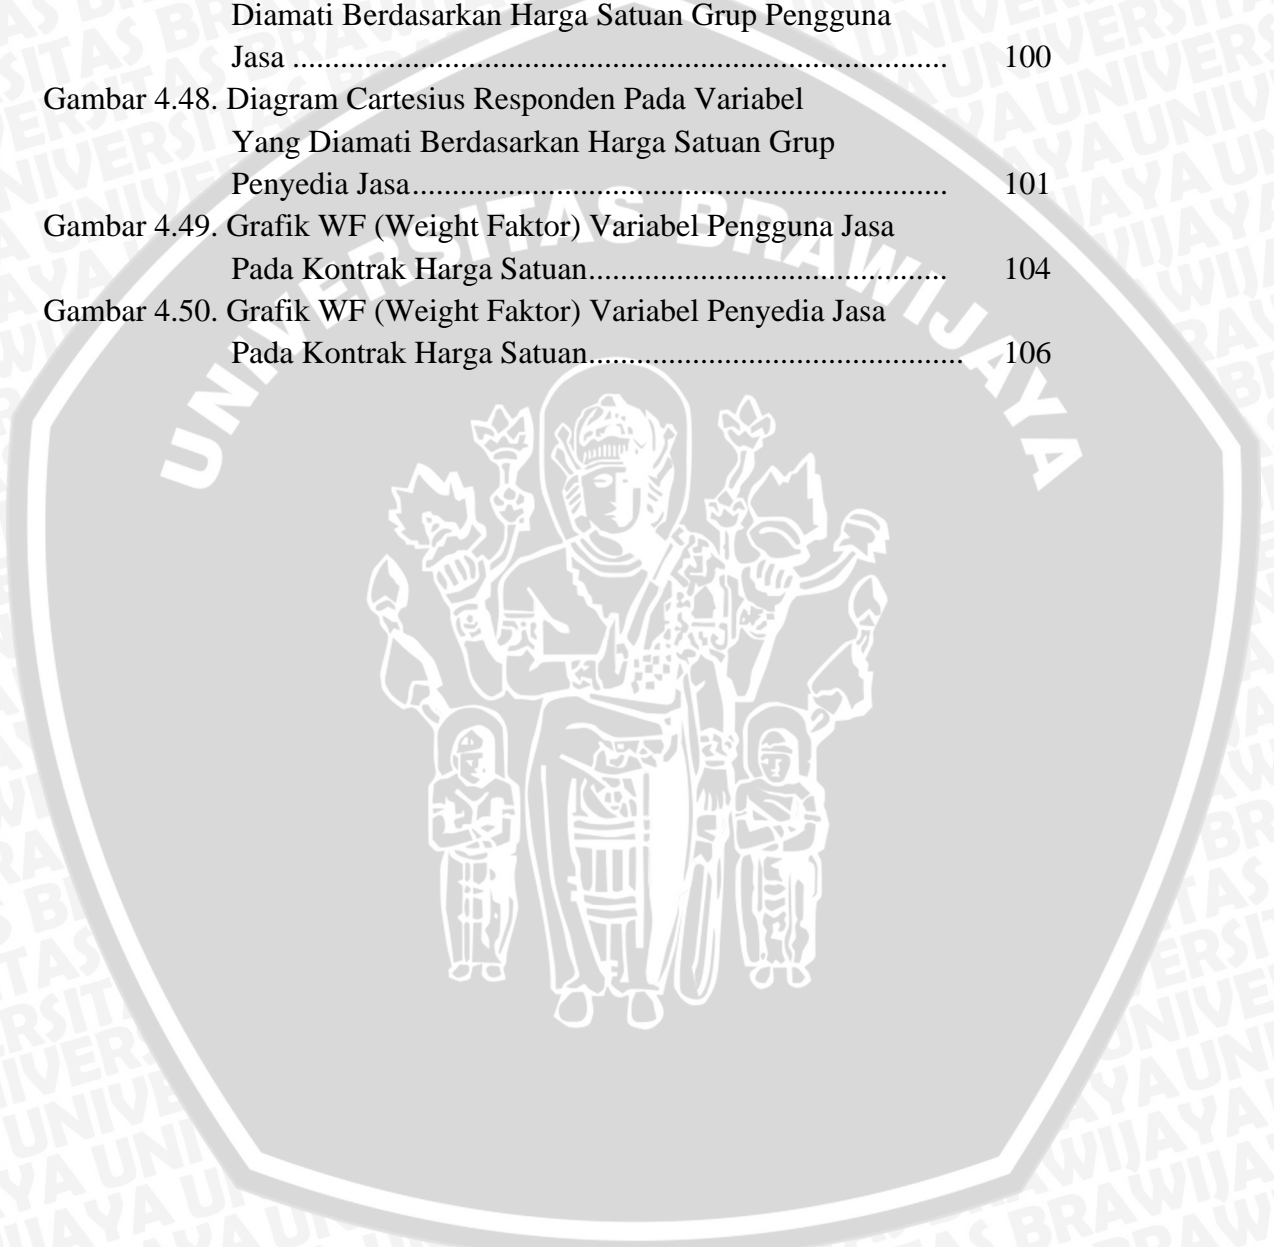 Diamati Berdasarkan Harga Satuan Grup Pengguna
Jasa ................................................................................. 100
Gambar 4.48. Diagram Cartesius Responden Pada Variabel
Yang Diamati Berdasarkan Harga Satuan Grup
Penyedia Jasa.................................................................. 101
Gambar 4.49. Grafik WF (Weight Faktor) Variabel Pengguna Jasa
Pada Kontrak Harga Satuan............................................ 104
Gambar 4.50. Grafik WF (Weight Faktor) Variabel Penyedia Jasa
Pada Kontrak Harga Satuan.............................................. 106
UNIVERSITAS BRAWIJAYA